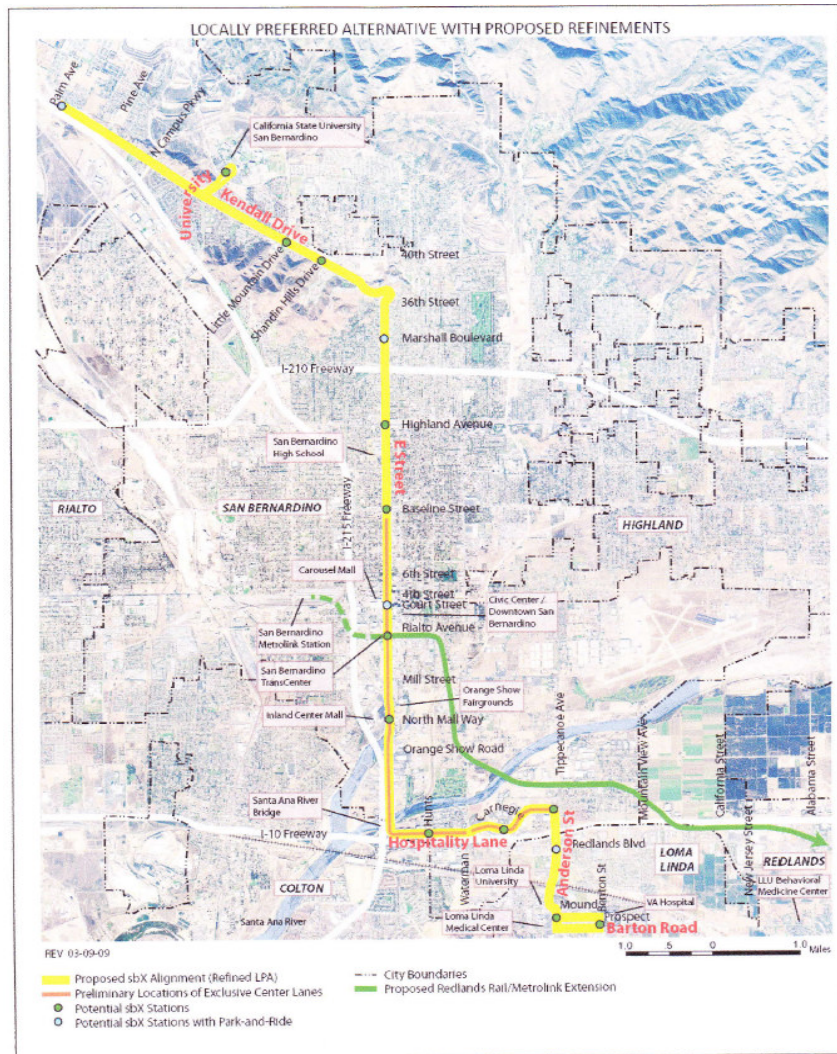 LOCALLY PREFERRED ALTERNATIVE WITH PROPOSED REFINEMENTS
Palm Ave
Pine Ave
N Campus Pkwy
California State University
San Bernardino
University
Kendall Drive
Little Mountain Drive
Shandin Hills Drive
40th Street
36th Street
Marshall Boulevard
I-210 Freeway
Highland Avenue
San Bernardino
High School
E Street
RIALTO
SAN BERNARDINO
I-215 Freeway
Baseline Street
HIGHLAND
Carousel Mall
6th Street
4th Street
Court Street
Civic Center /
Downtown San
Bernardino
Rialto Avenue
San Bernardino
Metrolink Station
San Bernardino
TransCenter
Mill Street
Orange Show
Fairgrounds
Inland Center Mall
North Mall Way
Orange Show Road
Tippecanoe Ave
Mountain View Ave
California Street
Alabama Street
New Jersey Street
Santa Ana River
Bridge
I-10 Freeway
Hunts
Carnegie
Hospitality Lane
Waterman
Anderson St
Redlands Blvd
LOMA
LINDA
REDLANDS
COLTON
Loma Linda
University
LLU Behavioral
Medicine Center
Mound
Benton St
VA Hospital
Prospect
Loma Linda
Medical Center
Barton Road
Santa Ana River
REV 03-09-09
1.0 .5 0 1.0
Miles
Proposed sbX Alignment (Refined LPA)
Preliminary Locations of Exclusive Center Lanes
Potential sbX Stations
Potential sbX Stations with Park-and-Ride
City Boundaries
Proposed Redlands Rail/Metrolink Extension